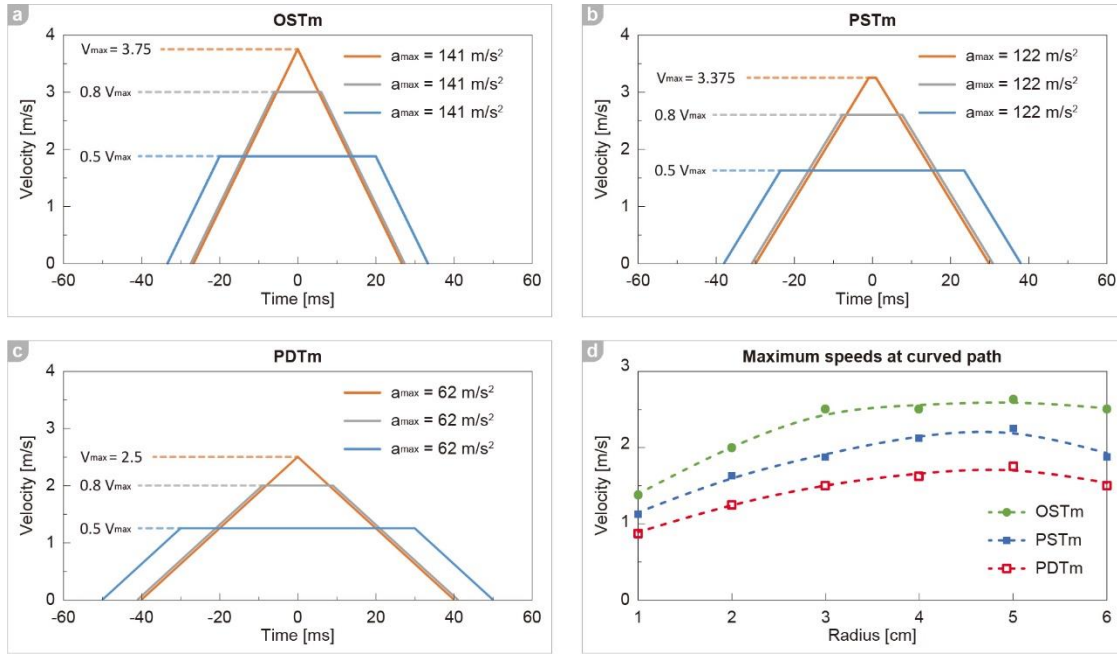 a
OSTm
Velocity [m/s]
4
3
2
1
0
Vmax = 3.75
0.8 Vmax
0.5 Vmax
amax = 141 m/s²
amax = 141 m/s²
amax = 141 m/s²
-60 -40 -20 0 20 40 60
Time [ms]
b
PSTm
Velocity [m/s]
4
3
2
1
0
Vmax = 3.375
0.8 Vmax
0.5 Vmax
amax = 122 m/s²
amax = 122 m/s²
amax = 122 m/s²
-60 -40 -20 0 20 40 60
Time [ms]
c
PDTm
Velocity [m/s]
4
3
2
1
0
Vmax = 2.5
0.8 Vmax
0.5 Vmax
amax = 62 m/s²
amax = 62 m/s²
amax = 62 m/s²
-60 -40 -20 0 20 40 60
Time [ms]
d
Maximum speeds at curved path
Velocity [m/s]
3
2
1
0
OSTm
PSTm
PDTm
1 2 3 4 5 6
Radius [cm]